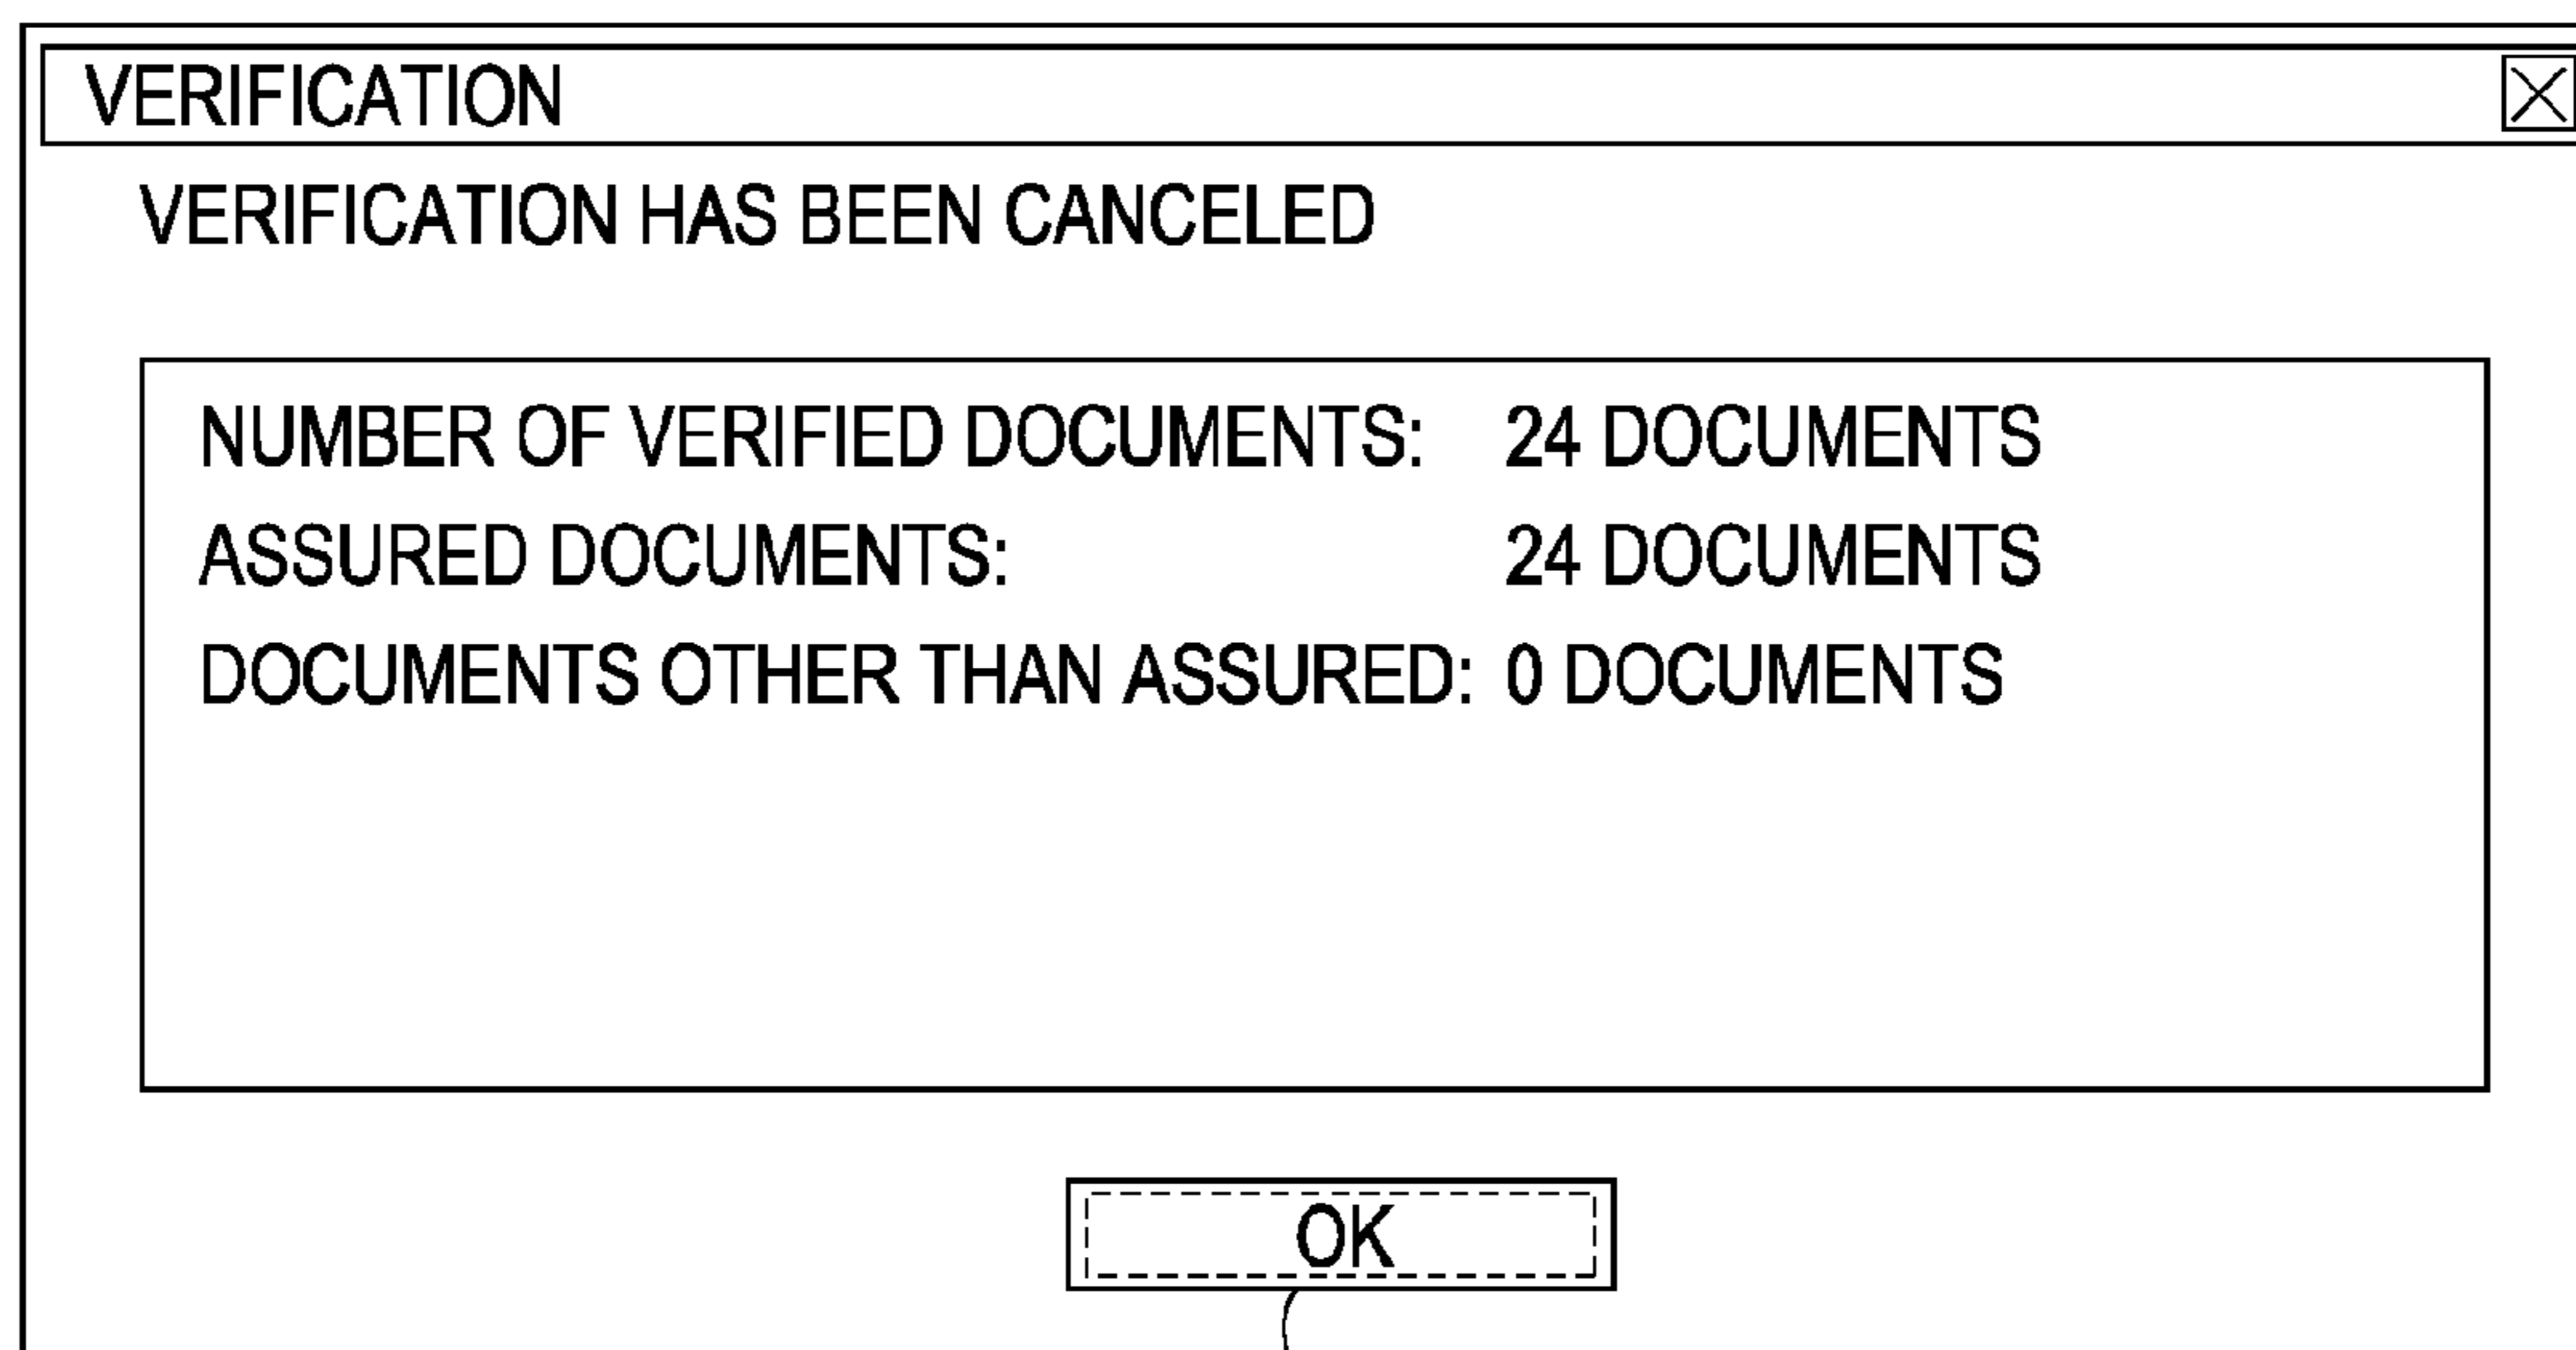 VERIFICATION
VERIFICATION HAS BEEN CANCELED
NUMBER OF VERIFIED DOCUMENTS: 24 DOCUMENTS
ASSURED DOCUMENTS: 24 DOCUMENTS
DOCUMENTS OTHER THAN ASSURED: 0 DOCUMENTS
OK